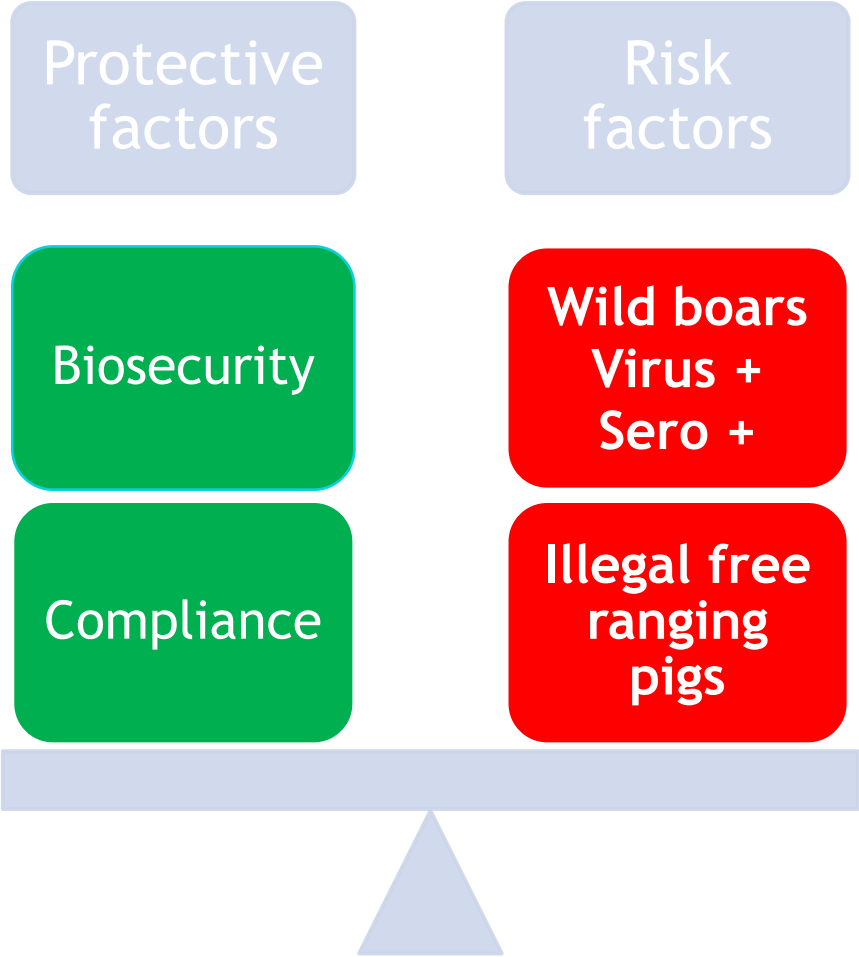 Protective
factors
Risk
factors
Biosecurity
Wild boars
Virus +
Sero +
Compliance
Illegal free
ranging
pigs